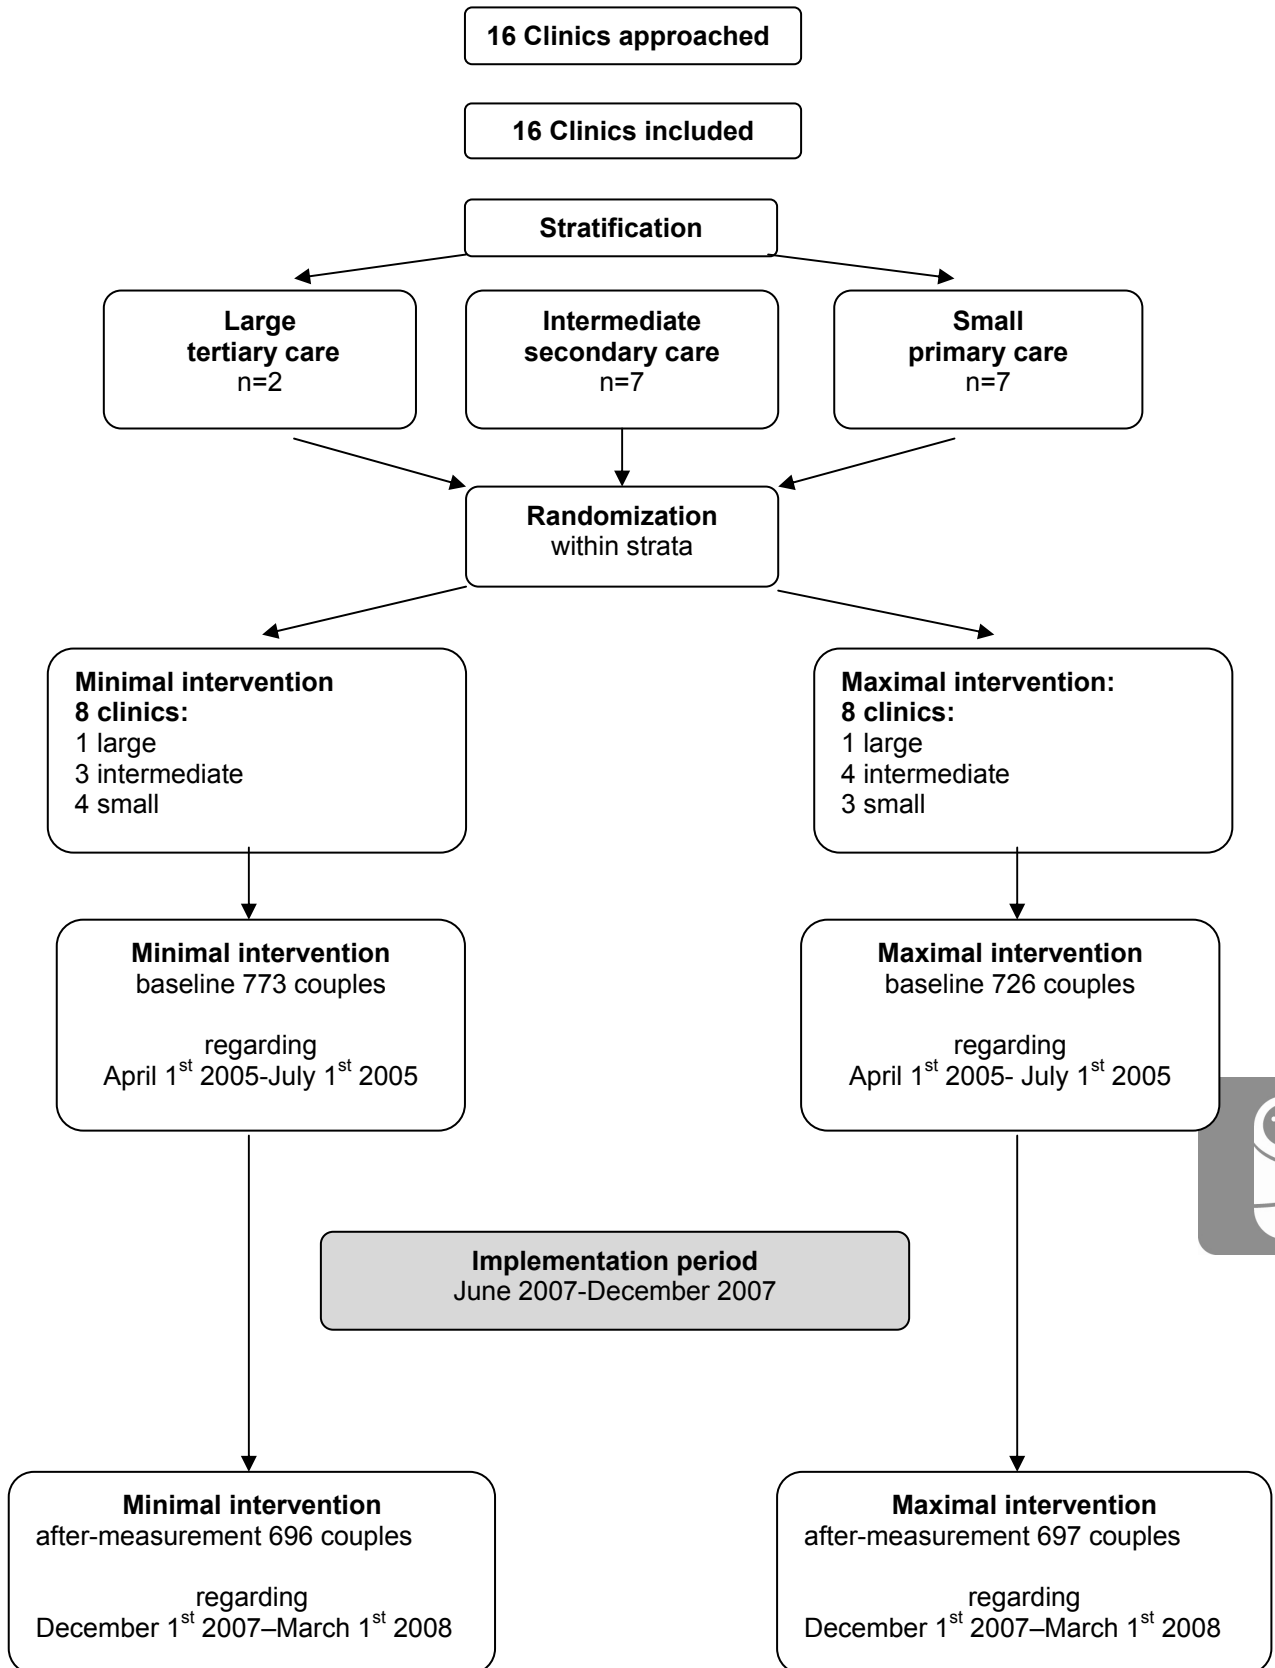 16 Clinics approached
16 Clinics included
Stratification
Large
tertiary care
n=2
Intermediate
secondary care
n=7
Small
primary care
n=7
Randomization
within strata
Minimal intervention
8 clinics:
1 large
3 intermediate
4 small
Maximal intervention:
8 clinics:
1 large
4 intermediate
3 small
Minimal intervention
baseline 773 couples
regarding
April 1st 2005-July 1st 2005
Maximal intervention
baseline 726 couples
regarding
April 1st 2005- July 1st 2005
Implementation period
June 2007-December 2007
Minimal intervention
after-measurement 696 couples
regarding
December 1st 2007–March 1st 2008
Maximal intervention
after-measurement 697 couples
regarding
December 1st 2007–March 1st 2008